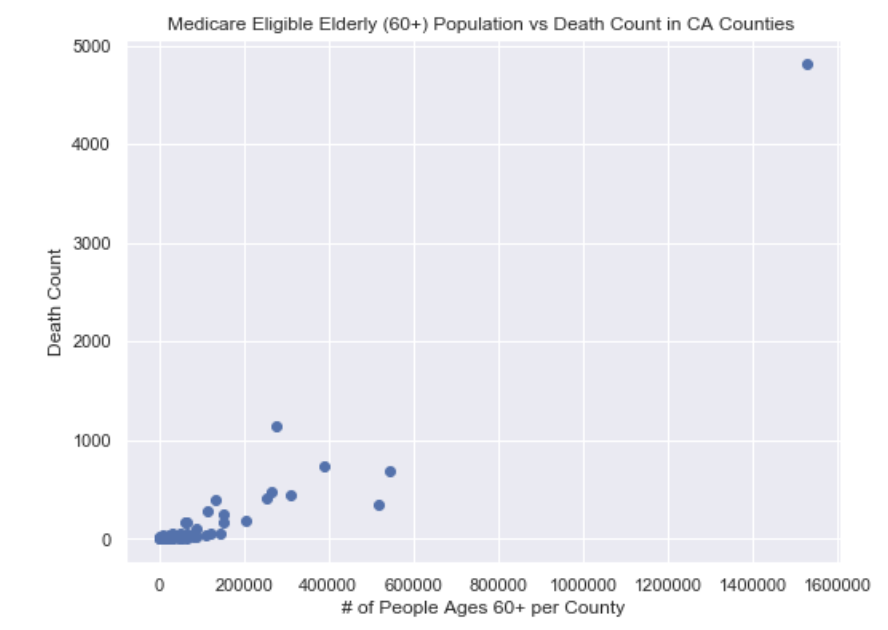 Medicare Eligible Elderly (60+) Population vs Death Count in CA Counties
5000
4000
3000
2000
1000
0
Death Count
0 200000 400000 600000 800000 1000000 1200000 1400000 1600000
# of People Ages 60+ per County